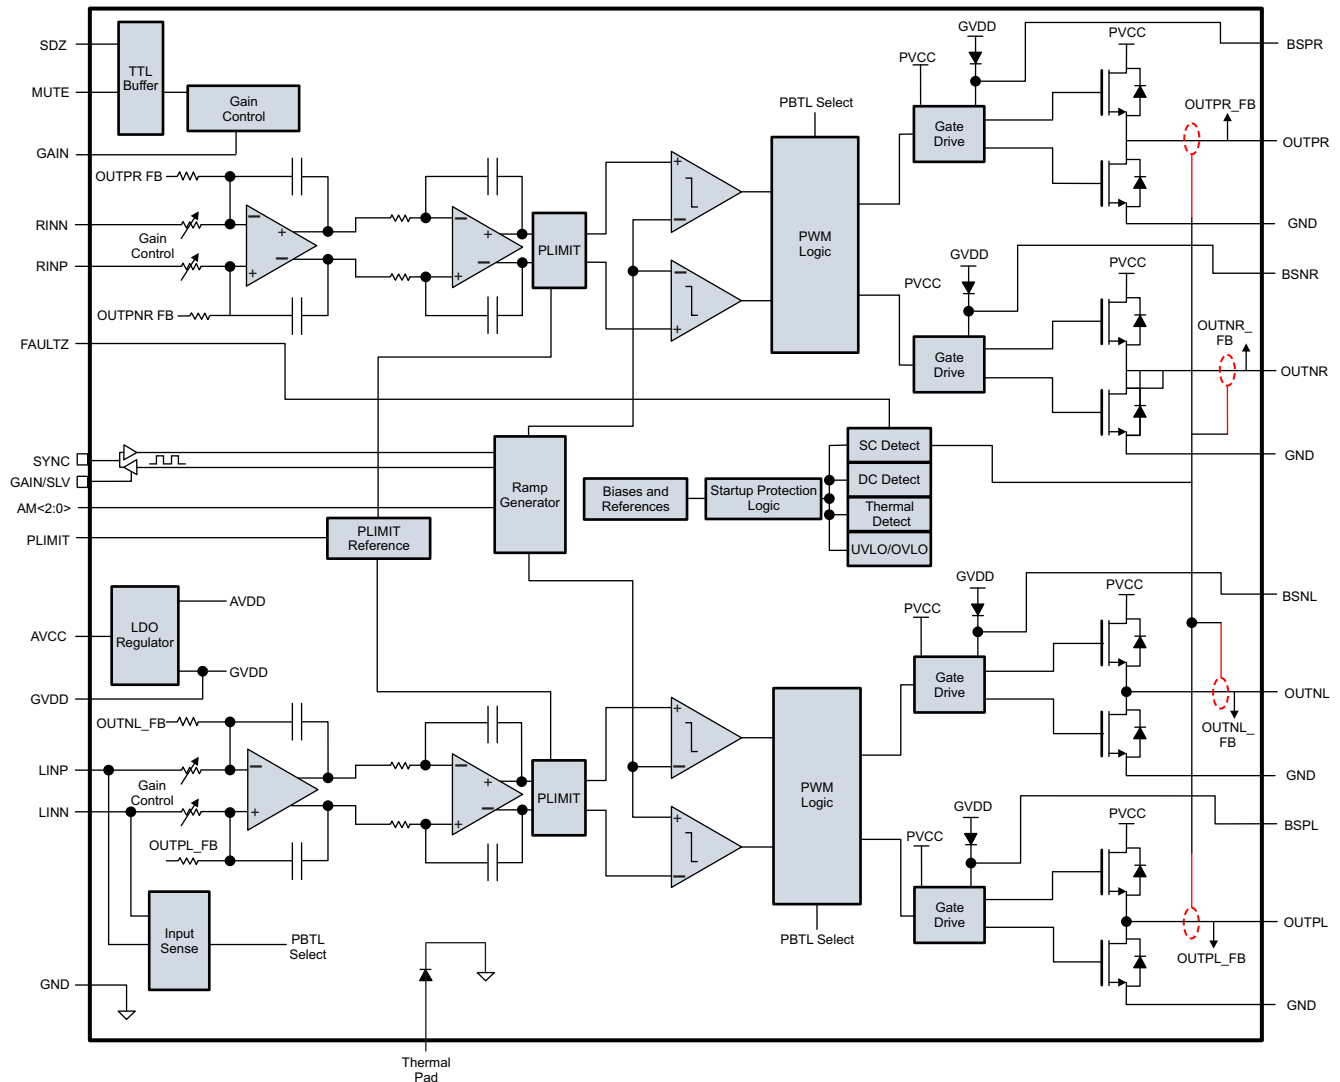 SDZ
MUTE
GAIN
TTL
Buffer
Gain
Control
OUTPR FB
RINN
Gain
Control
RINP
OUTPNR FB
FAULTZ
PLIMIT
PBTL Select
PWM
Logic
GVDD
PVCC
Gate
Drive
PVCC
BSPR
OUTPR_FB
OUTPR
GND
GVDD
PVCC
Gate
Drive
PVCC
BSNR
OUTNR_
FB
OUTNR
GND
SYNC
GAIN/SLV
AM<2:0>
PLIMIT
PLIMIT
Reference
Ramp
Generator
Biases and
References
Startup Protection
Logic
SC Detect
DC Detect
Thermal
Detect
UVLO/OVLO
AVCC
LDO
Regulator
AVDD
GVDD
GVDD
OUTNL_FB
LINP
Gain
Control
LINN
OUTPL_FB
Input
Sense
PBTL
Select
GND
Thermal
Pad
PLIMIT
PWM
Logic
PBTL Select
GVDD
PVCC
Gate
Drive
PVCC
BSNL
OUTNL
OUTNL_
FB
GND
GVDD
PVCC
Gate
Drive
PVCC
BSPL
OUTPL
OUTPL_FB
GND